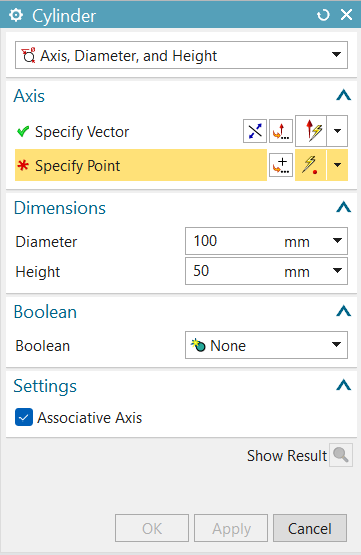 Cylinder
Axis, Diameter, and Height
Axis
Specify Vector
Specify Point
Dimensions
Diameter 100 mm
Height 50 mm
Boolean
Boolean None
Settings
Associative Axis
Show Result
OK Apply Cancel